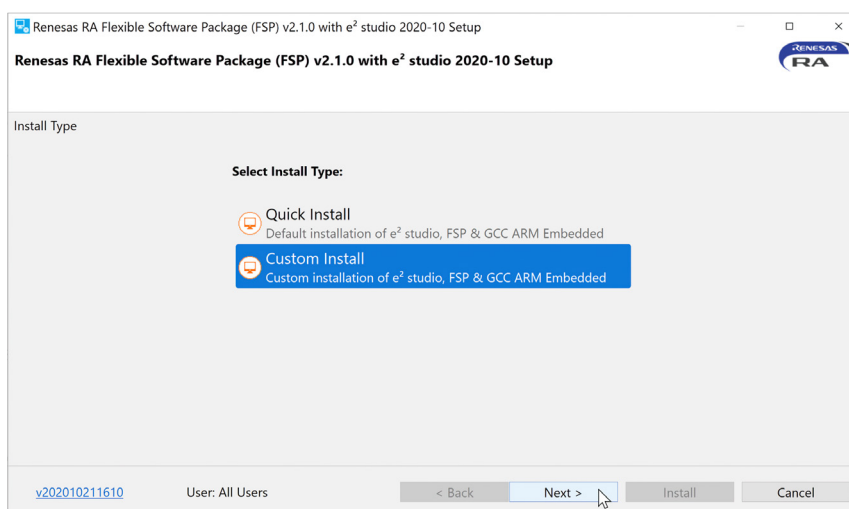 Renesas RA Flexible Software Package (FSP) v2.1.0 with e² studio 2020-10 Setup
Renesas RA Flexible Software Package (FSP) v2.1.0 with e² studio 2020-10 Setup
RENESAS
RA
Install Type
Select Install Type:
Quick Install
Default installation of e² studio, FSP & GCC ARM Embedded
Custom Install
Custom installation of e² studio, FSP & GCC ARM Embedded
v202010211610 User: All Users < Back Next > Install Cancel